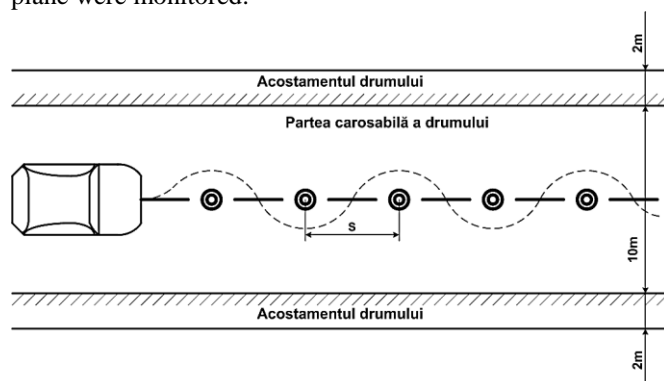 plane were monitored.
2m
Acostamentul drumului
Partea carosabilă a drumului
s
10m
Acostamentul drumului
2m